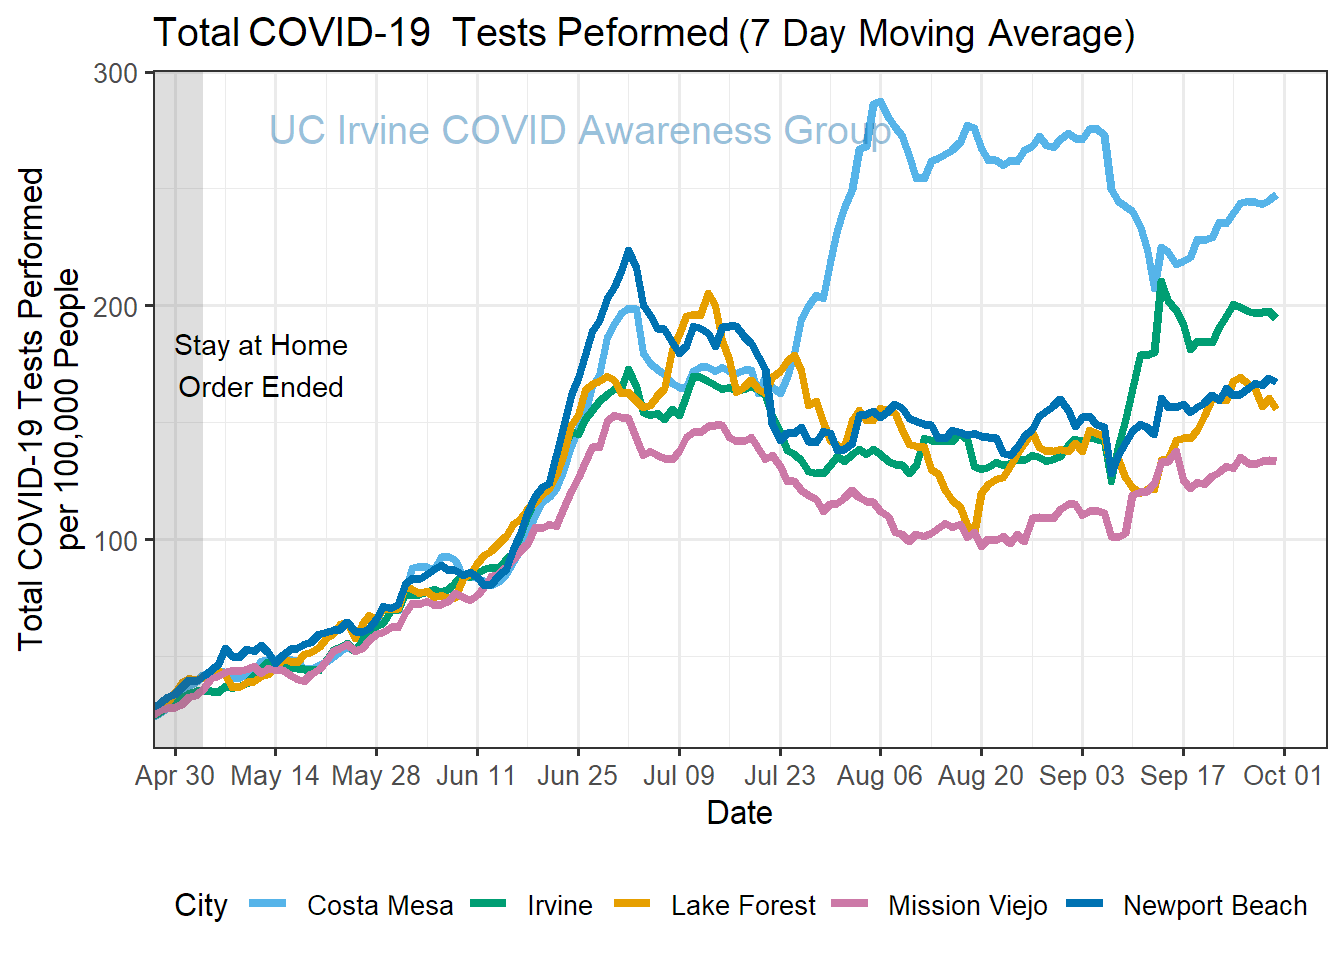 Total COVID-19  Tests Peformed (7 Day Moving Average)
Total COVID-19 Tests Performed
per 100,000 People
300
200
100
UC Irvine COVID Awareness Group
Stay at Home
Order Ended
Apr 30 May 14 May 28 Jun 11 Jun 25 Jul 09 Jul 23 Aug 06 Aug 20 Sep 03 Sep 17 Oct 01
Date
City Costa Mesa Irvine Lake Forest Mission Viejo Newport Beach